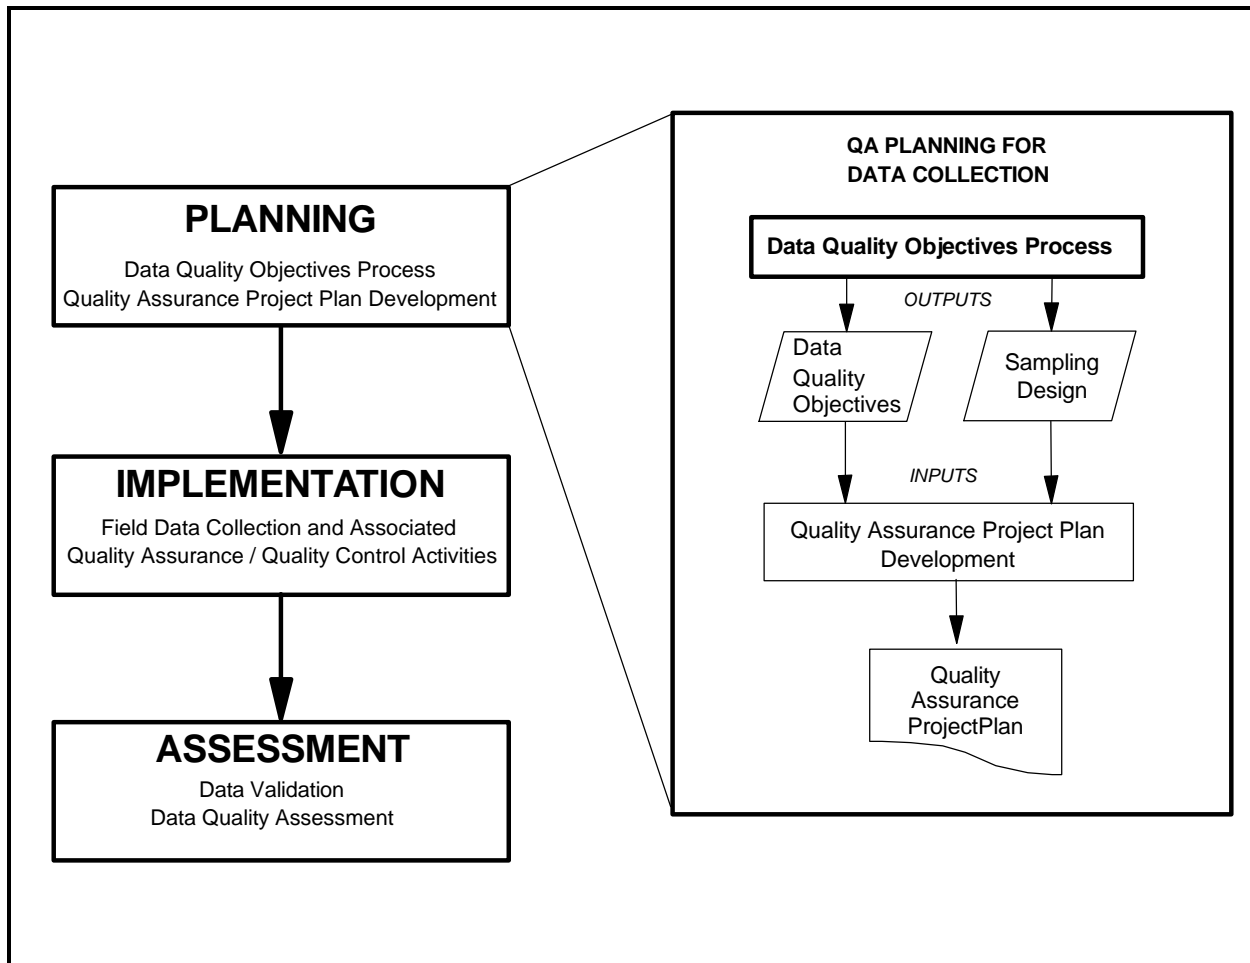 PLANNING
Data Quality Objectives Process
Quality Assurance Project Plan Development
IMPLEMENTATION
Field Data Collection and Associated
Quality Assurance / Quality Control Activities
ASSESSMENT
Data Validation
Data Quality Assessment
QA PLANNING FOR
DATA COLLECTION
Data Quality Objectives Process
OUTPUTS
Data
Quality
Objectives
Sampling
Design
INPUTS
Quality Assurance Project Plan
Development
Quality
Assurance
ProjectPlan